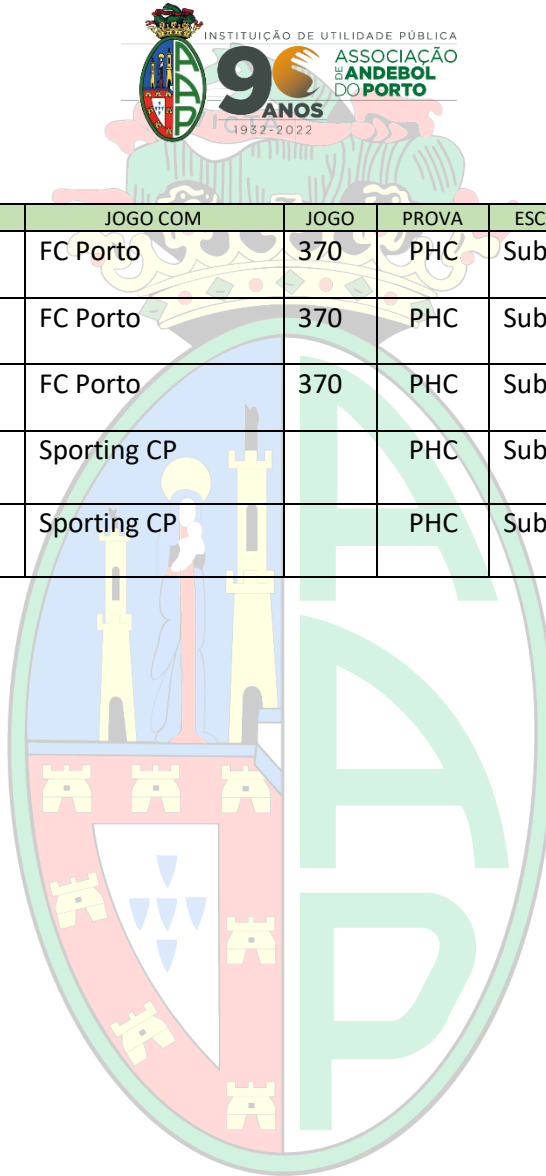 INSTITUIÇÃO DE UTILIDADE PÚBLICA
90 ANOS
1932-2022
ASSOCIAÇÃO
DE ANDEBOL
DO PORTO
AAP
JOGO COM JOGO PROVA ESC
FC Porto 370 PHC Sub
FC Porto 370 PHC Sub
FC Porto 370 PHC Sub
Sporting CP PHC Sub
Sporting CP PHC Sub
A
A
P